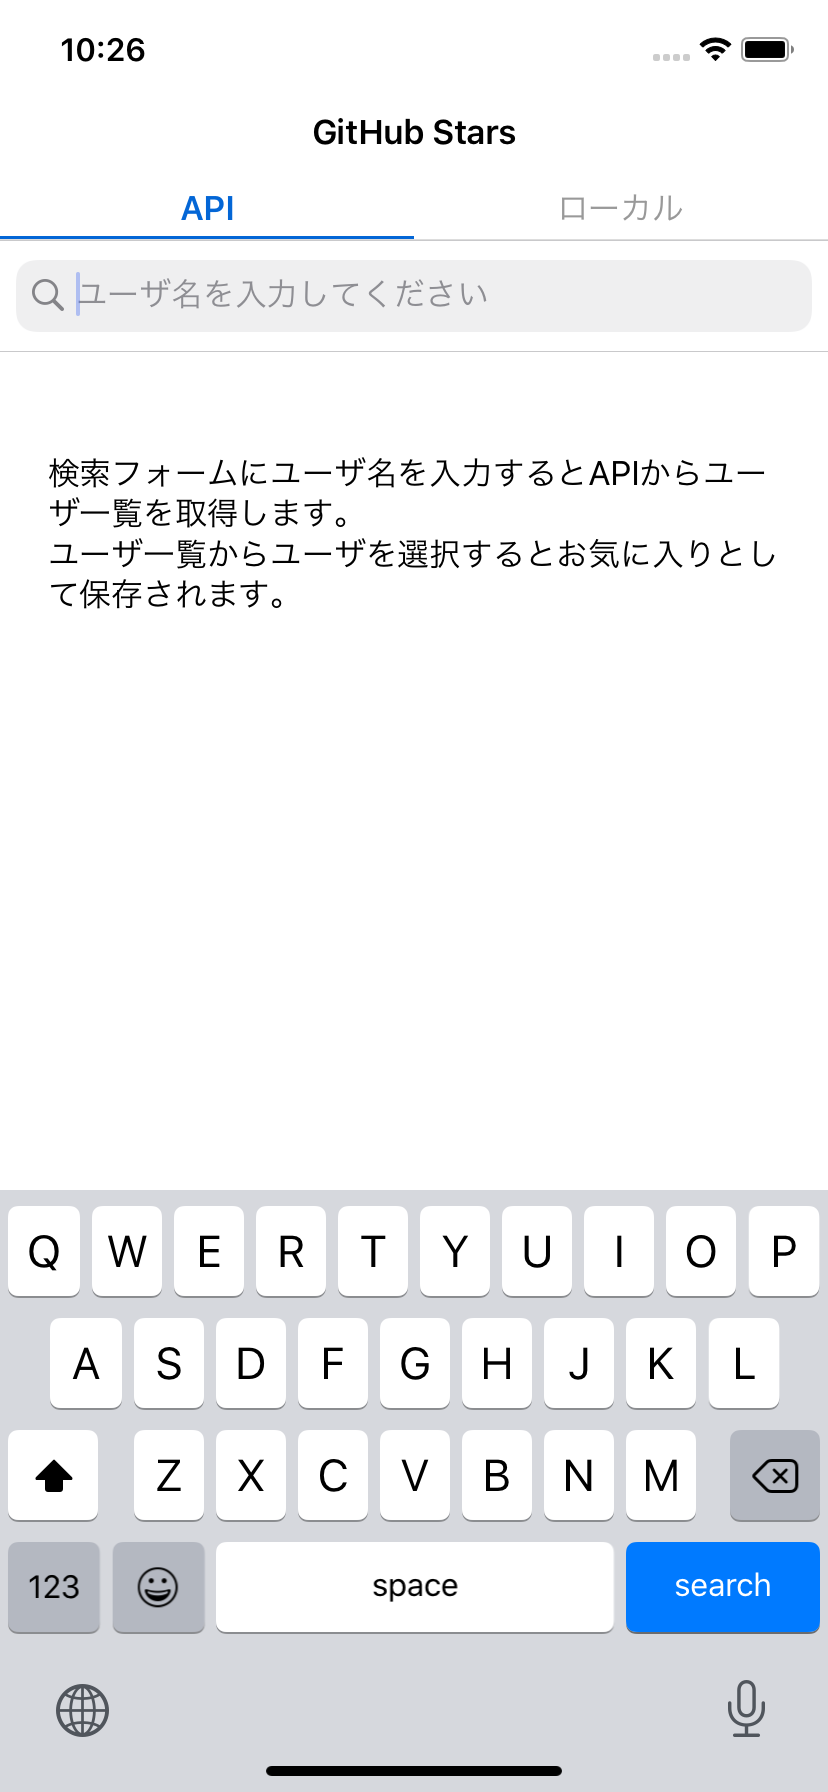 10:26
GitHub Stars
API
ローカル
ユーザ名を入力してください
検索フォームにユーザ名を入力するとAPIからユー
ザ一覧を取得します。
ユーザ一覧からユーザを選択するとお気に入りとし
て保存されます。
Q W E R T Y U I O P
A S D F G H J K L
Z X C V B N M
123 space search